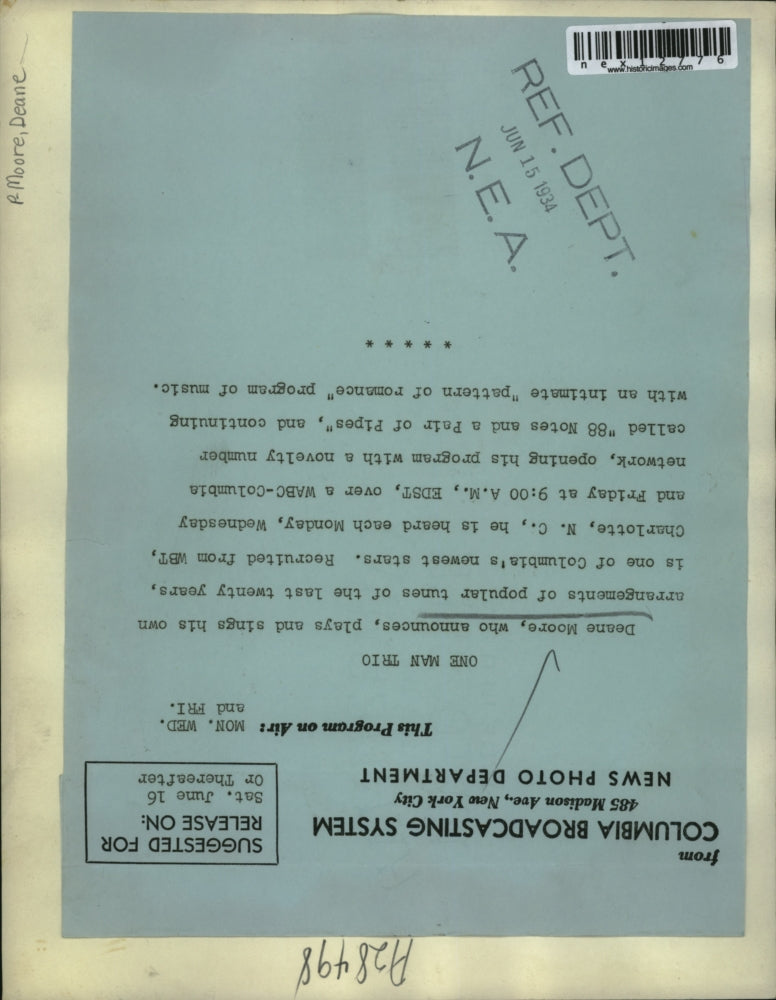 from
COLUMBIA BROADCASTING SYSTEM
485 Madison Ave., New York City
NEWS PHOTO DEPARTMENT
SUGGESTED FOR
RELEASE ON:
Sat. June 16
Or Thereafter
This Program on Air: MON. WED.
and FRI.
ONE MAN TRIO
Deane Moore, who announces, plays and sings his own
arrangements of popular tunes of the last twenty years,
is one of Columbia's newest stars. Recruited from WBT,
Charlotte, N. C., he is heard each Monday, Wednesday
and Friday at 9:00 A.M., EDST, over a WABC-Columbia
network, opening his program with a novelty number
called "88 Notes and a Pair of Pipes", and continuing
with an intimate "pattern of romance" program of music.
* * * * *
REF. DEPT.
JUN 15 1934
N. E. A.
nex12776
www.historicimages.com
R Moore, Deane
A28498